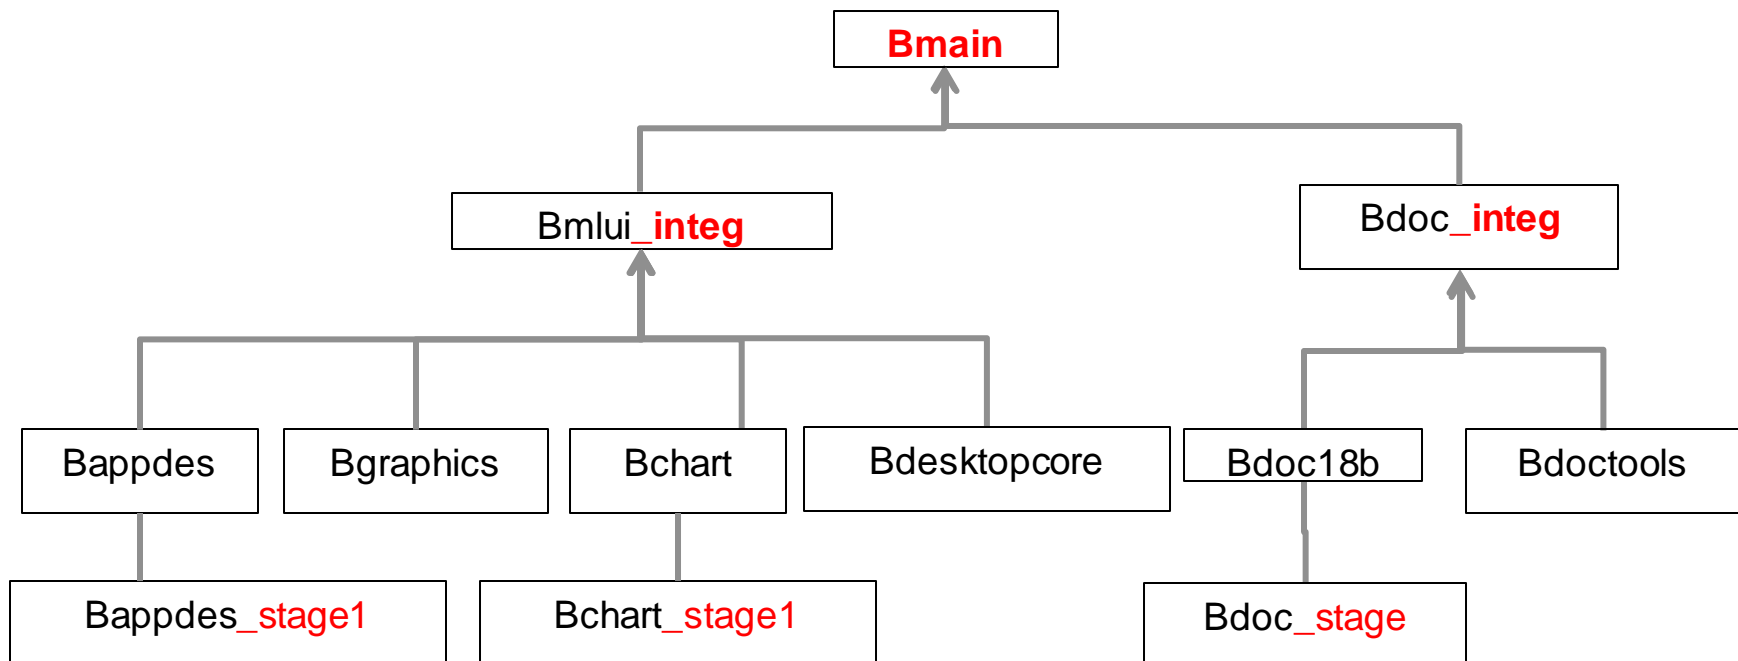 Bmain
Bmlui_integ
Bdoc_integ
Bappdes
Bgraphics
Bchart
Bdesktopcore
Bdoc18b
Bdoctools
Bappdes_stage1
Bchart_stage1
Bdoc_stage